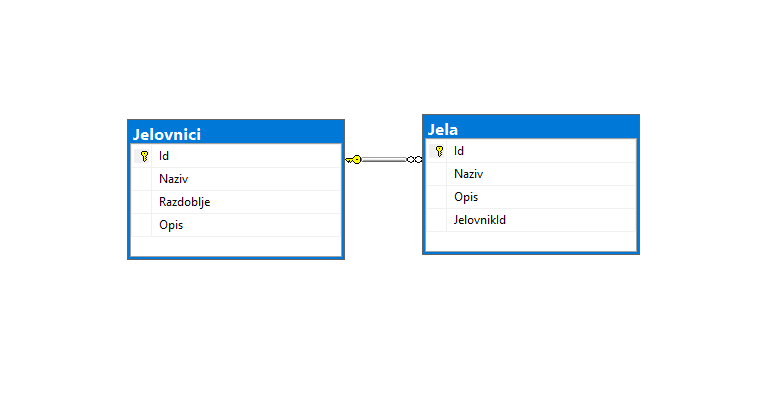 Jelovnici
Id
Naziv
Razdoblje
Opis
Jela
Id
Naziv
Opis
JelovnikId